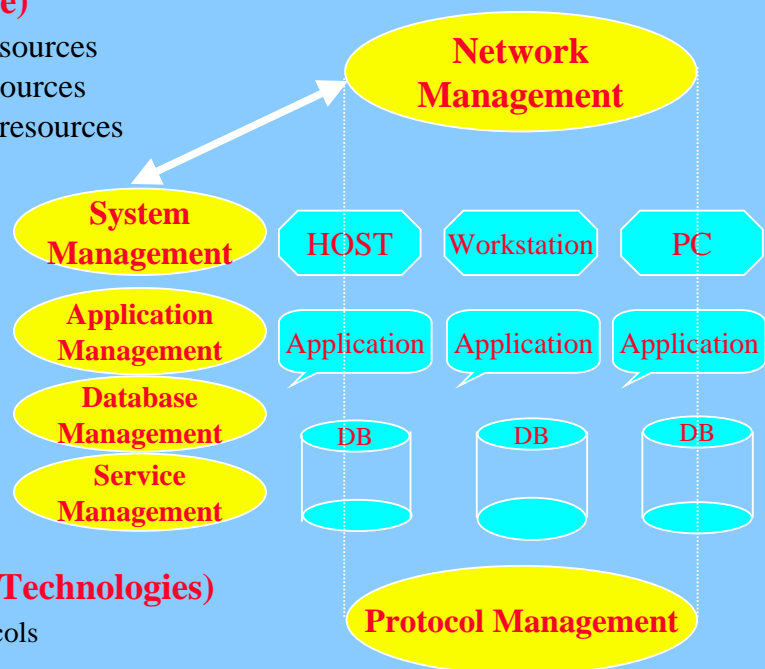 e)
sources
ources
resources
Network
Management
System
Management
HOST
Workstation
PC
Application
Management
Application
Application
Application
Database
Management
DB
DB
DB
Service
Management
Technologies)
cols
Protocol Management